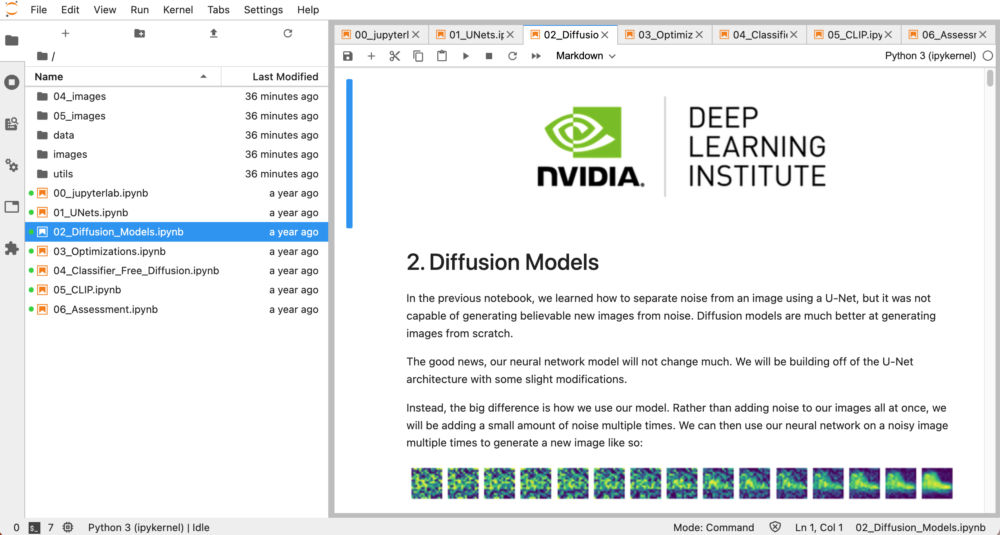 File Edit View Run Kernel Tabs Settings Help
/
Name Last Modified
04_images 36 minutes ago
05_images 36 minutes ago
data 36 minutes ago
images 36 minutes ago
utils 36 minutes ago
00_jupyterlab.ipynb a year ago
01_UNets.ipynb a year ago
02_Diffusion_Models.ipynb a year ago
03_Optimizations.ipynb a year ago
04_Classifier_Free_Diffusion.ipynb a year ago
05_CLIP.ipynb a year ago
06_Assessment.ipynb a year ago
00_jupyterl 01_UNets.ip 02_Diffusio 03_Optimiz 04_Classifie 05_CLIP.ipy 06_Assessr
Markdown Python 3 (ipykernel)
NVIDIA.
DEEP
LEARNING
INSTITUTE
2. Diffusion Models
In the previous notebook, we learned how to separate noise from an image using a U-Net, but it was not
capable of generating believable new images from noise. Diffusion models are much better at generating
images from scratch.
The good news, our neural network model will not change much. We will be building off of the U-Net
architecture with some slight modifications.
Instead, the big difference is how we use our model. Rather than adding noise to our images all at once, we
will be adding a small amount of noise multiple times. We can then use our neural network on a noisy image
multiple times to generate a new image like so:
0 $_ 7 Python 3 (ipykernel) | Idle Mode: Command Ln 1, Col 1 02_Diffusion_Models.ipynb